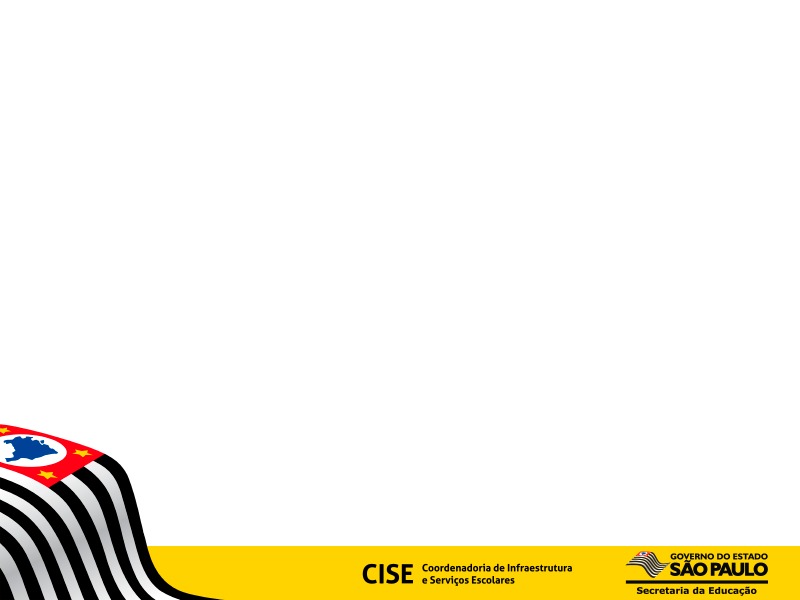 CISE
Coordenadoria de Infraestrutura
e Serviços Escolares
GOVERNO DO ESTADO
SÃO PAULO
Secretaria da Educação